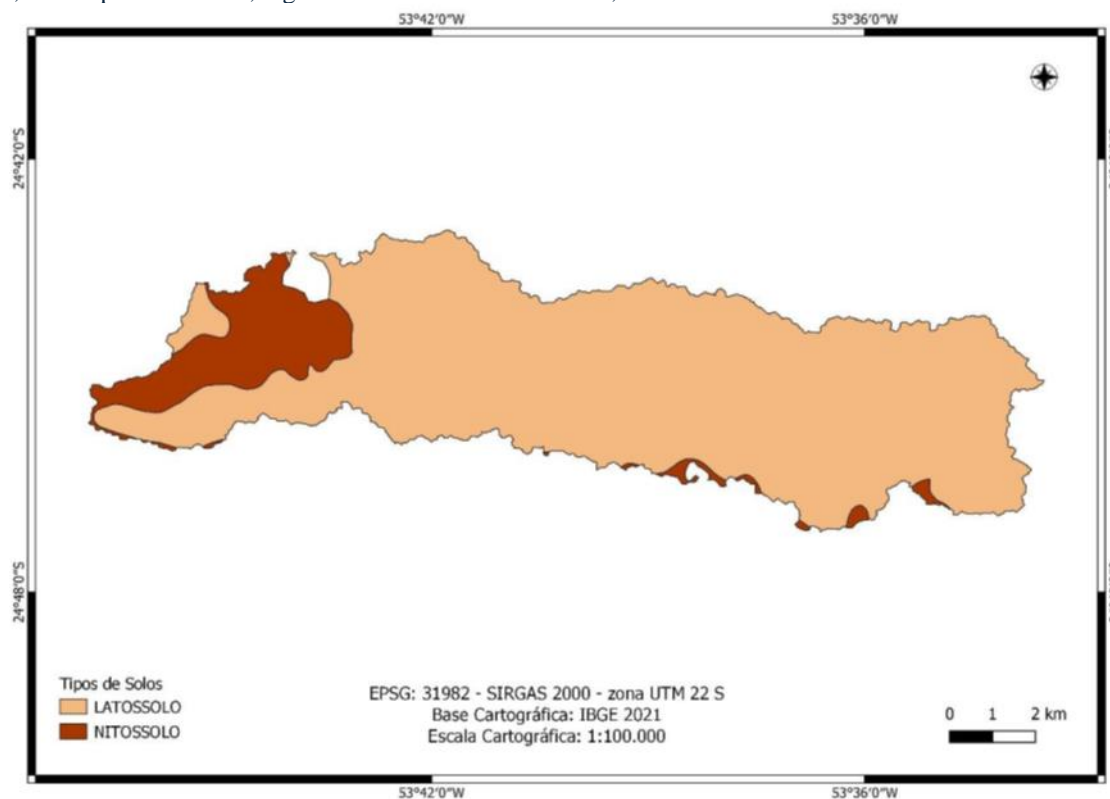 53°42'0"W 53°36'0"W
24°42'0"S
24°48'0"S
Tipos de Solos
LATOSSOLO
NITOSSOLO
EPSG: 31982 - SIRGAS 2000 - zona UTM 22 S
Base Cartográfica: IBGE 2021
Escala Cartográfica: 1:100.000
0 1 2 km
53°42'0"W 53°36'0"W